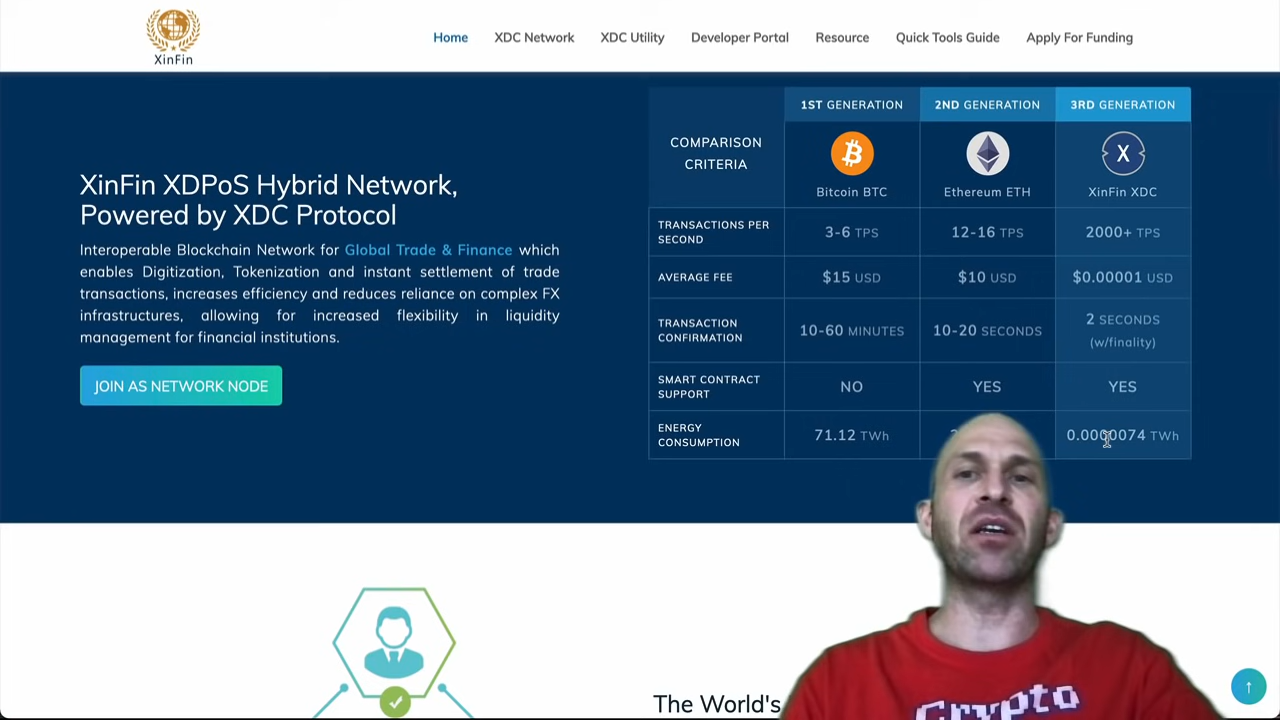 XinFin
Home
XDC Network
XDC Utility
Developer Portal
Resource
Quick Tools Guide
Apply For Funding
XinFin XDPoS Hybrid Network,
Powered by XDC Protocol
Interoperable Blockchain Network for Global Trade & Finance which
enables Digitization, Tokenization and instant settlement of trade
transactions, increases efficiency and reduces reliance on complex FX
infrastructures, allowing for increased flexibility in liquidity
management for financial institutions.
JOIN AS NETWORK NODE
COMPARISON
CRITERIA
1ST GENERATION
2ND GENERATION
3RD GENERATION
Bitcoin BTC
Ethereum ETH
X
XinFin XDC
TRANSACTIONS PER
SECOND
3-6 TPS
12-16 TPS
2000+ TPS
AVERAGE FEE
$15 USD
$10 USD
$0.00001 USD
TRANSACTION
CONFIRMATION
10-60 MINUTES
10-20 SECONDS
2 SECONDS
(w/finality)
SMART CONTRACT
SUPPORT
NO
YES
YES
ENERGY
CONSUMPTION
71.12 TWh
0.0000074 TWh
The World's
Crypto